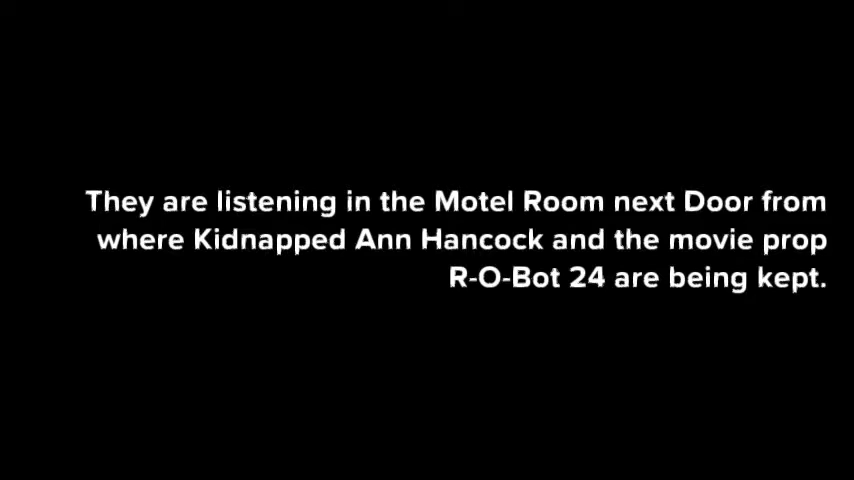 They are listening in the Motel Room next Door from
where Kidnapped Ann Hancock and the movie prop
R-O-Bot 24 are being kept.